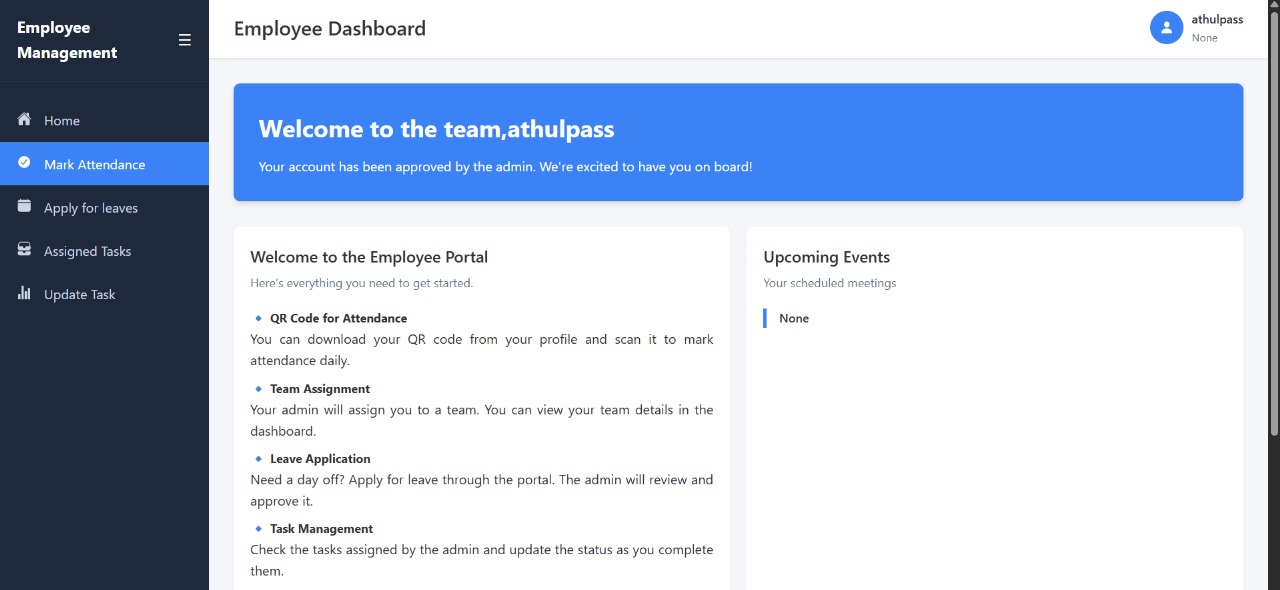 Employee
Management
Home
Mark Attendance
Apply for leaves
Assigned Tasks
Update Task
Employee Dashboard
athulpass
None
Welcome to the team,athulpass
Your account has been approved by the admin. We're excited to have you on board!
Welcome to the Employee Portal
Here's everything you need to get started.
QR Code for Attendance
You can download your QR code from your profile and scan it to mark
attendance daily.
Team Assignment
Your admin will assign you to a team. You can view your team details in the
dashboard.
Leave Application
Need a day off? Apply for leave through the portal. The admin will review and
approve it.
Task Management
Check the tasks assigned by the admin and update the status as you complete
them.
Upcoming Events
Your scheduled meetings
None